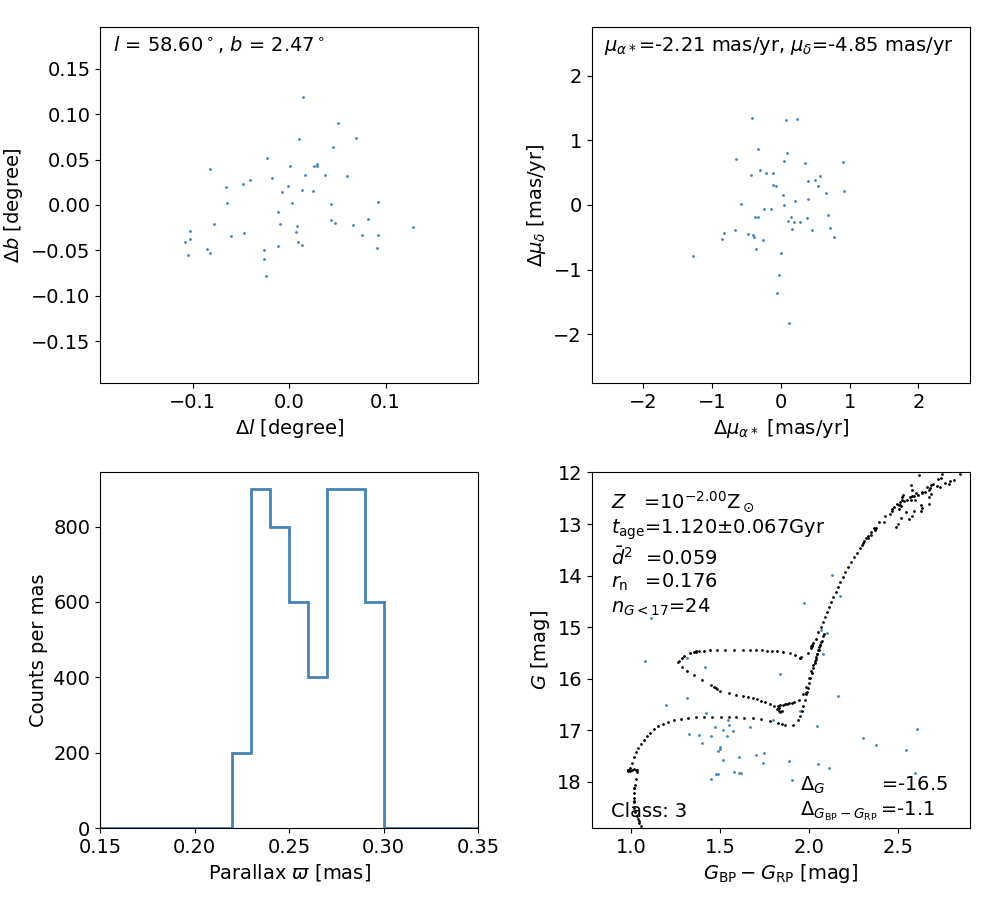 l = 58.60°, b = 2.47°
0.15
0.10
0.05
0.00
−0.05
−0.10
−0.15
Δb [degree]
−0.1 0.0 0.1
Δl [degree]
μα*=-2.21 mas/yr, μδ=-4.85 mas/yr
2
1
0
−1
−2
Δμδ [mas/yr]
−2 −1 0 1 2
Δμα* [mas/yr]
800
600
400
200
0
Counts per mas
0.15 0.20 0.25 0.30 0.35
Parallax ϖ [mas]
12
13
14
15
16
17
18
G [mag]
Z =10−2.00Z⊙
tage=1.120±0.067Gyr
d̄2 =0.059
rn =0.176
nG<17=24
ΔG =-16.5
ΔGBP−GRP=-1.1
Class: 3
1.0 1.5 2.0 2.5
GBP − GRP [mag]